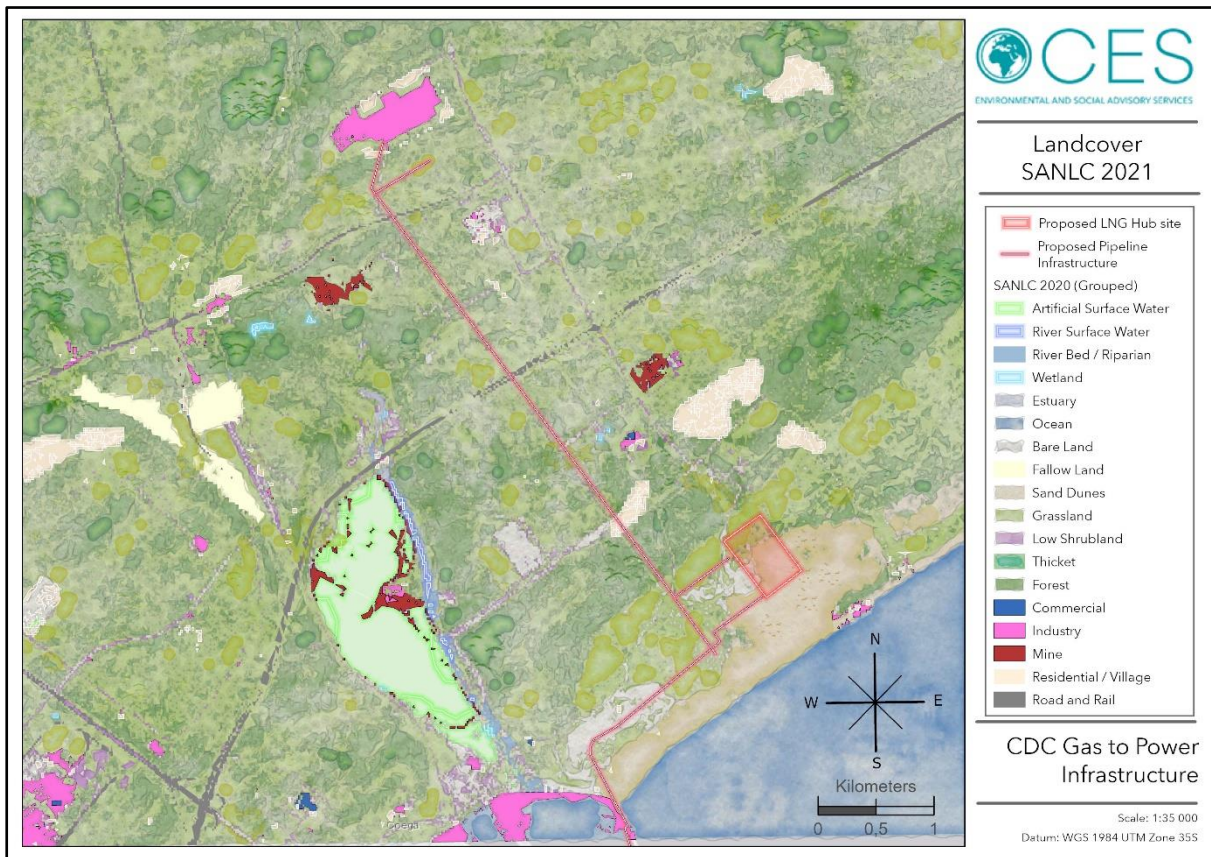 CES
ENVIRONMENTAL AND SOCIAL ADVISORY SERVICES
Landcover
SANLC 2021
Proposed LNG Hub site
Proposed Pipeline
Infrastructure
SANLC 2020 (Grouped)
Artificial Surface Water
River Surface Water
River Bed / Riparian
Wetland
Estuary
Ocean
Bare Land
Fallow Land
Sand Dunes
Grassland
Low Shrubland
Thicket
Forest
Commercial
Industry
Mine
Residential / Village
Road and Rail
CDC Gas to Power
Infrastructure
Scale: 1:35 000
Datum: WGS 1984 UTM Zone 35S
N
W
E
S
Kilometers
0 0,5 1